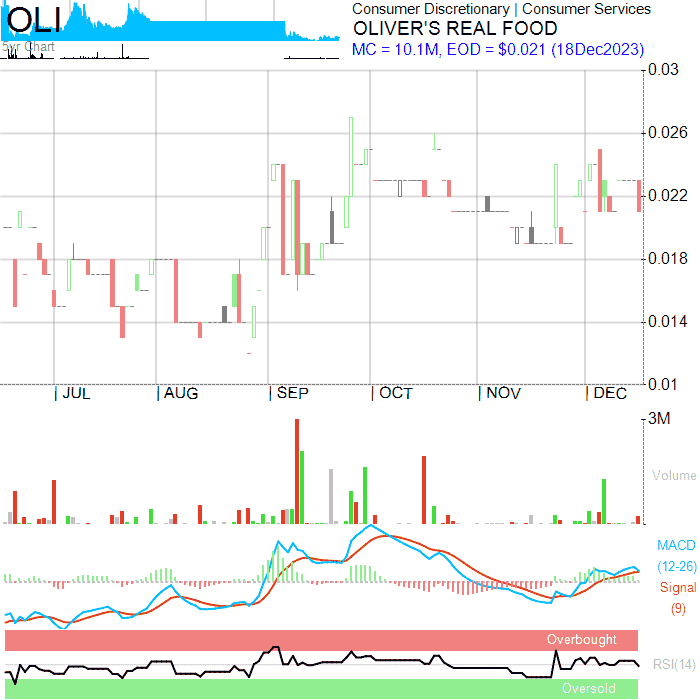 OLI
5yr Chart
Consumer Discretionary | Consumer Services
OLIVER'S REAL FOOD
MC = 10.1M, EOD = $0.021 (18Dec2023)
0.03
0.026
0.022
0.018
0.014
0.01
| JUL | AUG | SEP | OCT | NOV | DEC
3M
Volume
MACD
(12-26)
Signal
(9)
Overbought
RSI(14)
Oversold